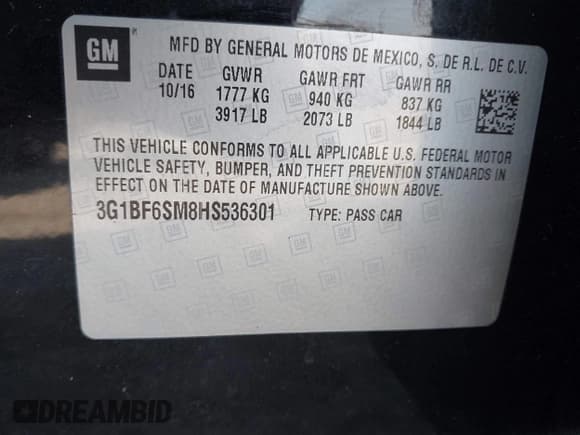 GM
MFD BY GENERAL MOTORS DE MEXICO, S. DE R.L. DE C.V.
DATE GVWR GAWR FRT GAWR RR
10/16 1777 KG 940 KG 837 KG
3917 LB 2073 LB 1844 LB
THIS VEHICLE CONFORMS TO ALL APPLICABLE U.S. FEDERAL MOTOR
VEHICLE SAFETY, BUMPER, AND THEFT PREVENTION STANDARDS IN
EFFECT ON THE DATE OF MANUFACTURE SHOWN ABOVE.
3G1BF6SM8HS536301 TYPE: PASS CAR
DREAMBID